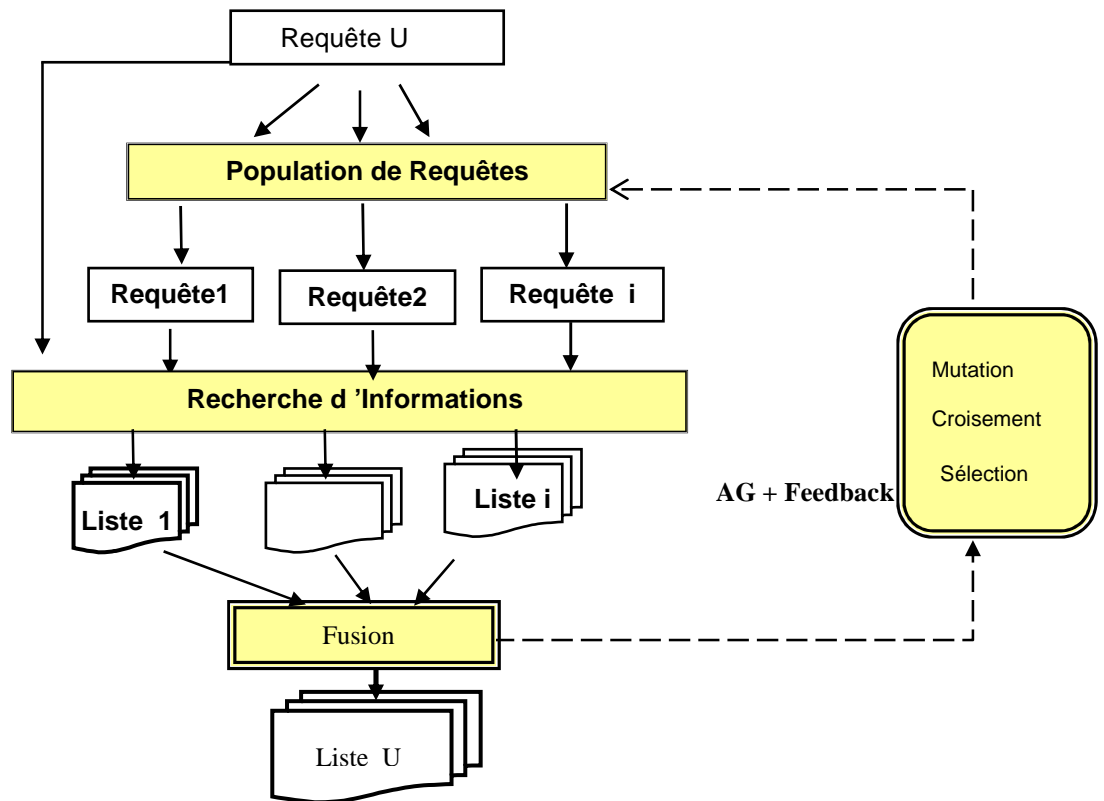 Requête U
Population de Requêtes
Requête1
Requête2
Requête i
Recherche d ’Informations
Mutation
Croisement
Sélection
AG + Feedback
Liste 1
Liste i
Fusion
Liste U